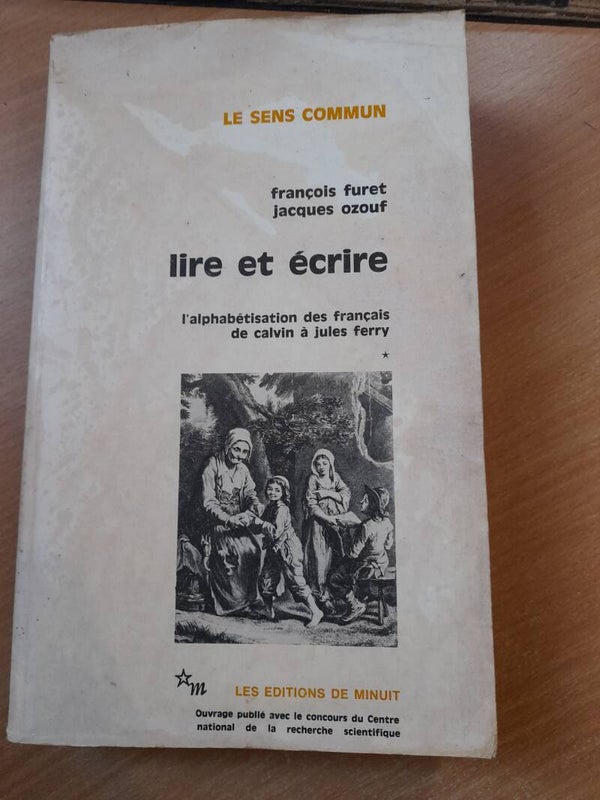 LE SENS COMMUN
françois furet
jacques ozouf
lire et écrire
l'alphabétisation des français
de calvin à jules ferry
*
m
LES EDITIONS DE MINUIT
Ouvrage publié avec le concours du Centre
national de la recherche scientifique